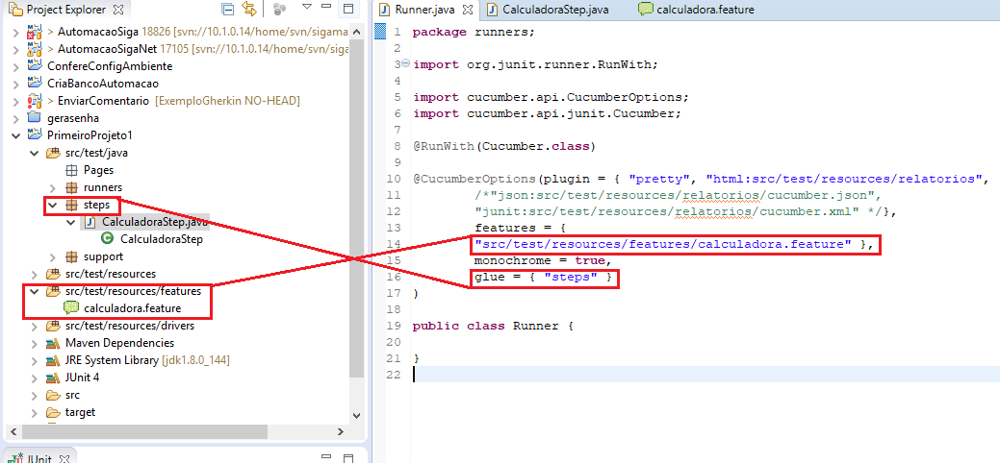 Project Explorer
> AutomacaoSiga 18826 [svn://10.1.0.14/home/svn/sigama
> AutomacaoSigaNet 17105 [svn://10.1.0.14/home/svn/siga
ConfereConfigAmbiente
CriaBancoAutomacao
> EnviarComentario [ExemploGherkin NO-HEAD]
gerasenha
PrimeiroProjeto1
src/test/java
Pages
runners
steps
CalculadoraStep.java
CalculadoraStep
support
src/test/resources
src/test/resources/features
calculadora.feature
src/test/resources/drivers
Maven Dependencies
JRE System Library [jdk1.8.0_144]
JUnit 4
src
target
JUnit
Runner.java CalculadoraStep.java calculadora.feature
1 package runners;
2
3 import org.junit.runner.RunWith;
4
5 import cucumber.api.CucumberOptions;
6 import cucumber.api.junit.Cucumber;
7
8 @RunWith(Cucumber.class)
9
10 @CucumberOptions(plugin = { "pretty", "html:src/test/resources/relatorios",
11 /*"json:src/test/resources/relatorios/cucumber.json",
12 "junit:src/test/resources/relatorios/cucumber.xml" */},
13 features = {
14 "src/test/resources/features/calculadora.feature" },
15 monochrome = true,
16 glue = { "steps" }
17 )
18
19 public class Runner {
20
21 }
22